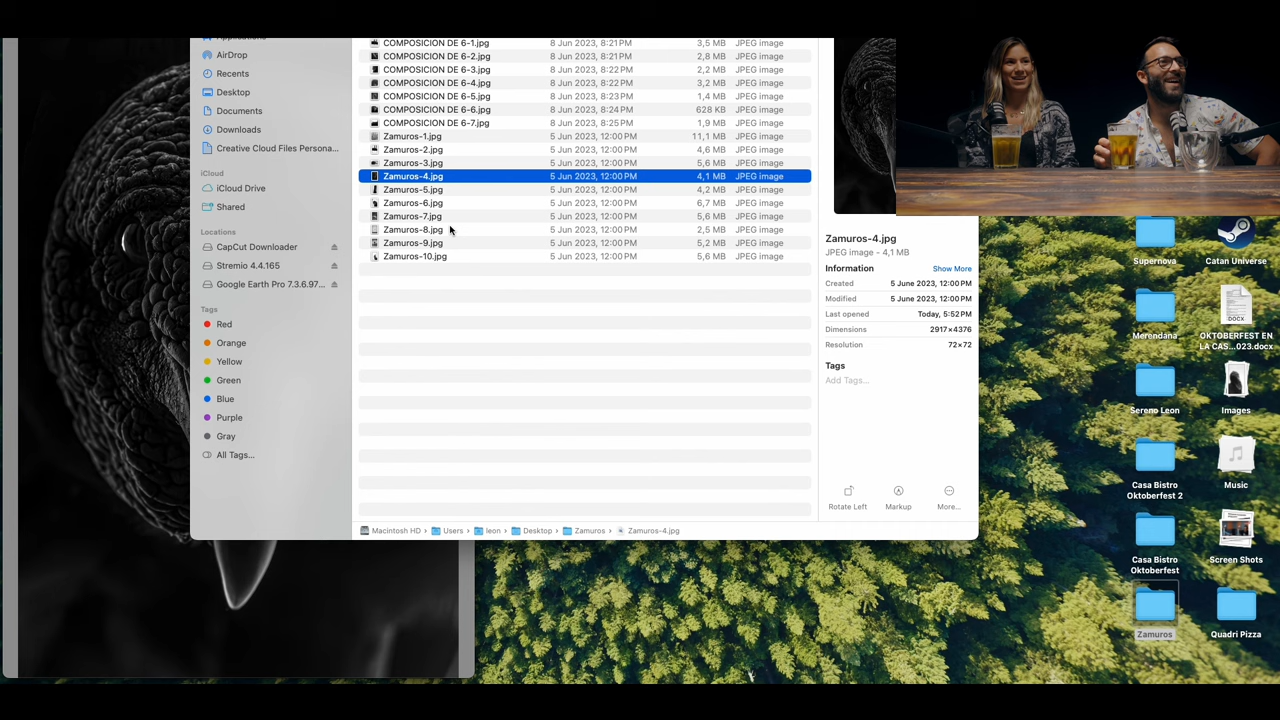 AirDrop
Recents
Desktop
Documents
Downloads
Creative Cloud Files Persona...
iCloud
iCloud Drive
Shared
Locations
CapCut Downloader
Stremio 4.4.165
Google Earth Pro 7.3.6.97...
Tags
Red
Orange
Yellow
Green
Blue
Purple
Gray
All Tags...
COMPOSICION DE 6-1.jpg 8 Jun 2023, 8:21 PM 3,5 MB JPEG image
COMPOSICION DE 6-2.jpg 8 Jun 2023, 8:21 PM 2,8 MB JPEG image
COMPOSICION DE 6-3.jpg 8 Jun 2023, 8:22 PM 2,2 MB JPEG image
COMPOSICION DE 6-4.jpg 8 Jun 2023, 8:22 PM 3,2 MB JPEG image
COMPOSICION DE 6-5.jpg 8 Jun 2023, 8:23 PM 1,4 MB JPEG image
COMPOSICION DE 6-6.jpg 8 Jun 2023, 8:24 PM 628 KB JPEG image
COMPOSICION DE 6-7.jpg 8 Jun 2023, 8:25 PM 1,9 MB JPEG image
Zamuros-1.jpg 5 Jun 2023, 12:00 PM 11,1 MB JPEG image
Zamuros-2.jpg 5 Jun 2023, 12:00 PM 4,6 MB JPEG image
Zamuros-3.jpg 5 Jun 2023, 12:00 PM 5,6 MB JPEG image
Zamuros-4.jpg 5 Jun 2023, 12:00 PM 4,1 MB JPEG image
Zamuros-5.jpg 5 Jun 2023, 12:00 PM 4,2 MB JPEG image
Zamuros-6.jpg 5 Jun 2023, 12:00 PM 6,7 MB JPEG image
Zamuros-7.jpg 5 Jun 2023, 12:00 PM 5,6 MB JPEG image
Zamuros-8.jpg 5 Jun 2023, 12:00 PM 2,5 MB JPEG image
Zamuros-9.jpg 5 Jun 2023, 12:00 PM 5,2 MB JPEG image
Zamuros-10.jpg 5 Jun 2023, 12:00 PM 5,6 MB JPEG image
Macintosh HD › Users › leon › Desktop › Zamuros › Zamuros-4.jpg
Zamuros-4.jpg
JPEG image - 4,1 MB
Information Show More
Created 5 June 2023, 12:00 PM
Modified 5 June 2023, 12:00 PM
Last opened Today, 5:52 PM
Dimensions 2917×4376
Resolution 72×72
Tags
Add Tags...
Rotate Left Markup More...
Supernova Catan Universe
Merendana OKTOBERFEST EN
LA CAS...023.docx
DOCX
Sereno Leon Images
Casa Bistro
Oktoberfest 2
Music
Casa Bistro
Oktoberfest
Screen Shots
Zamuros Quadri Pizza